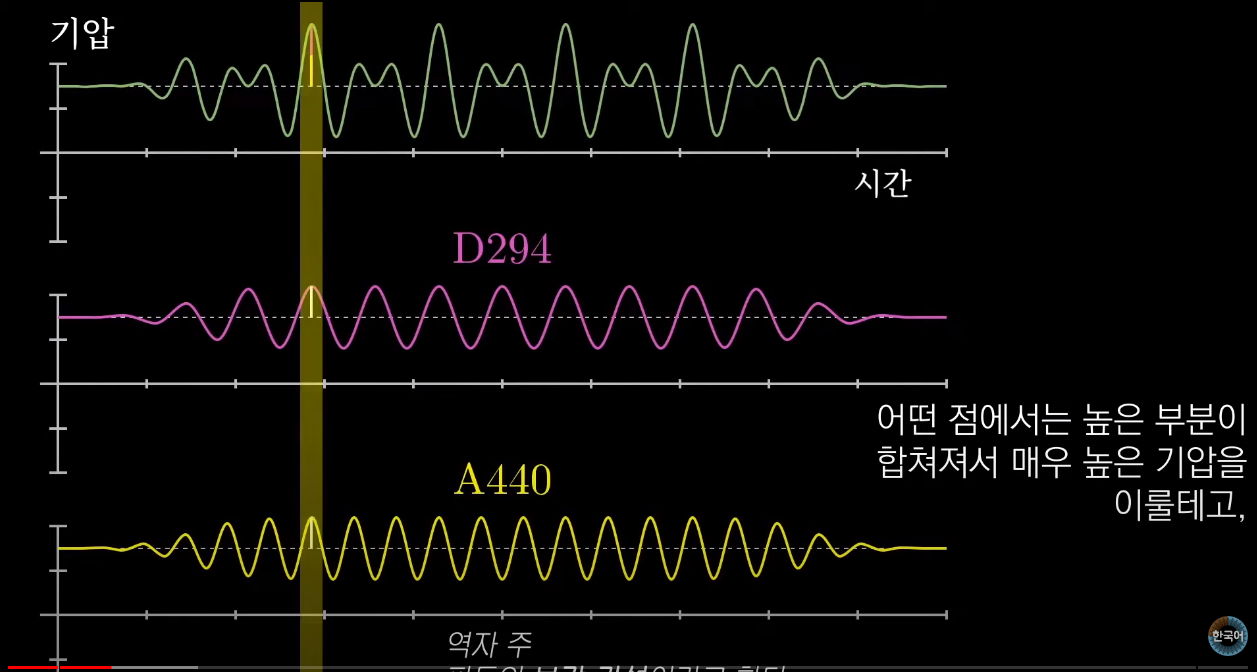 기압
시간
D294
A440
어떤 점에서는 높은 부분이
합쳐져서 매우 높은 기압을
이룰테고,
한국어
역자 주